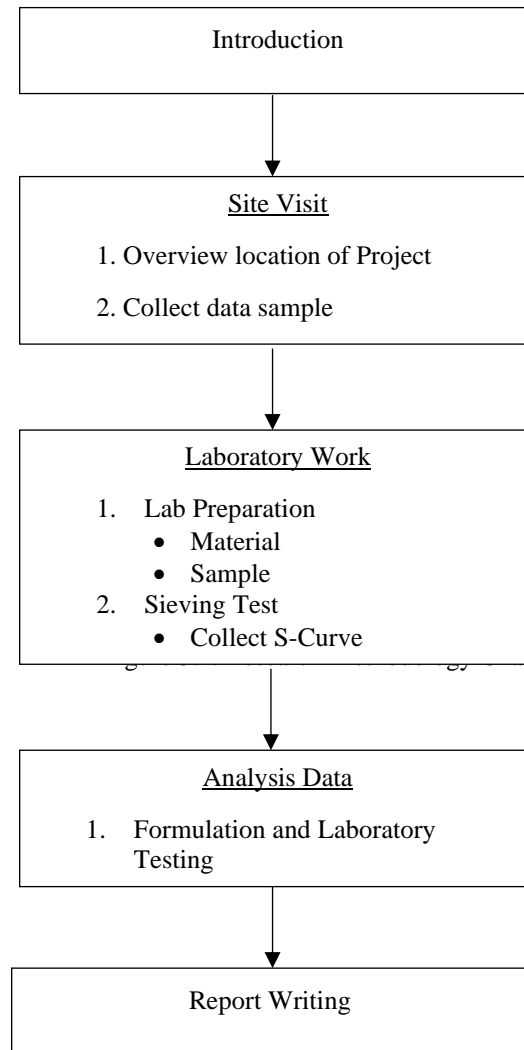 Introduction
Site Visit
1. Overview location of Project
2. Collect data sample
Laboratory Work
1. Lab Preparation
• Material
• Sample
2. Sieving Test
• Collect S-Curve
Analysis Data
1. Formulation and Laboratory
Testing
Report Writing